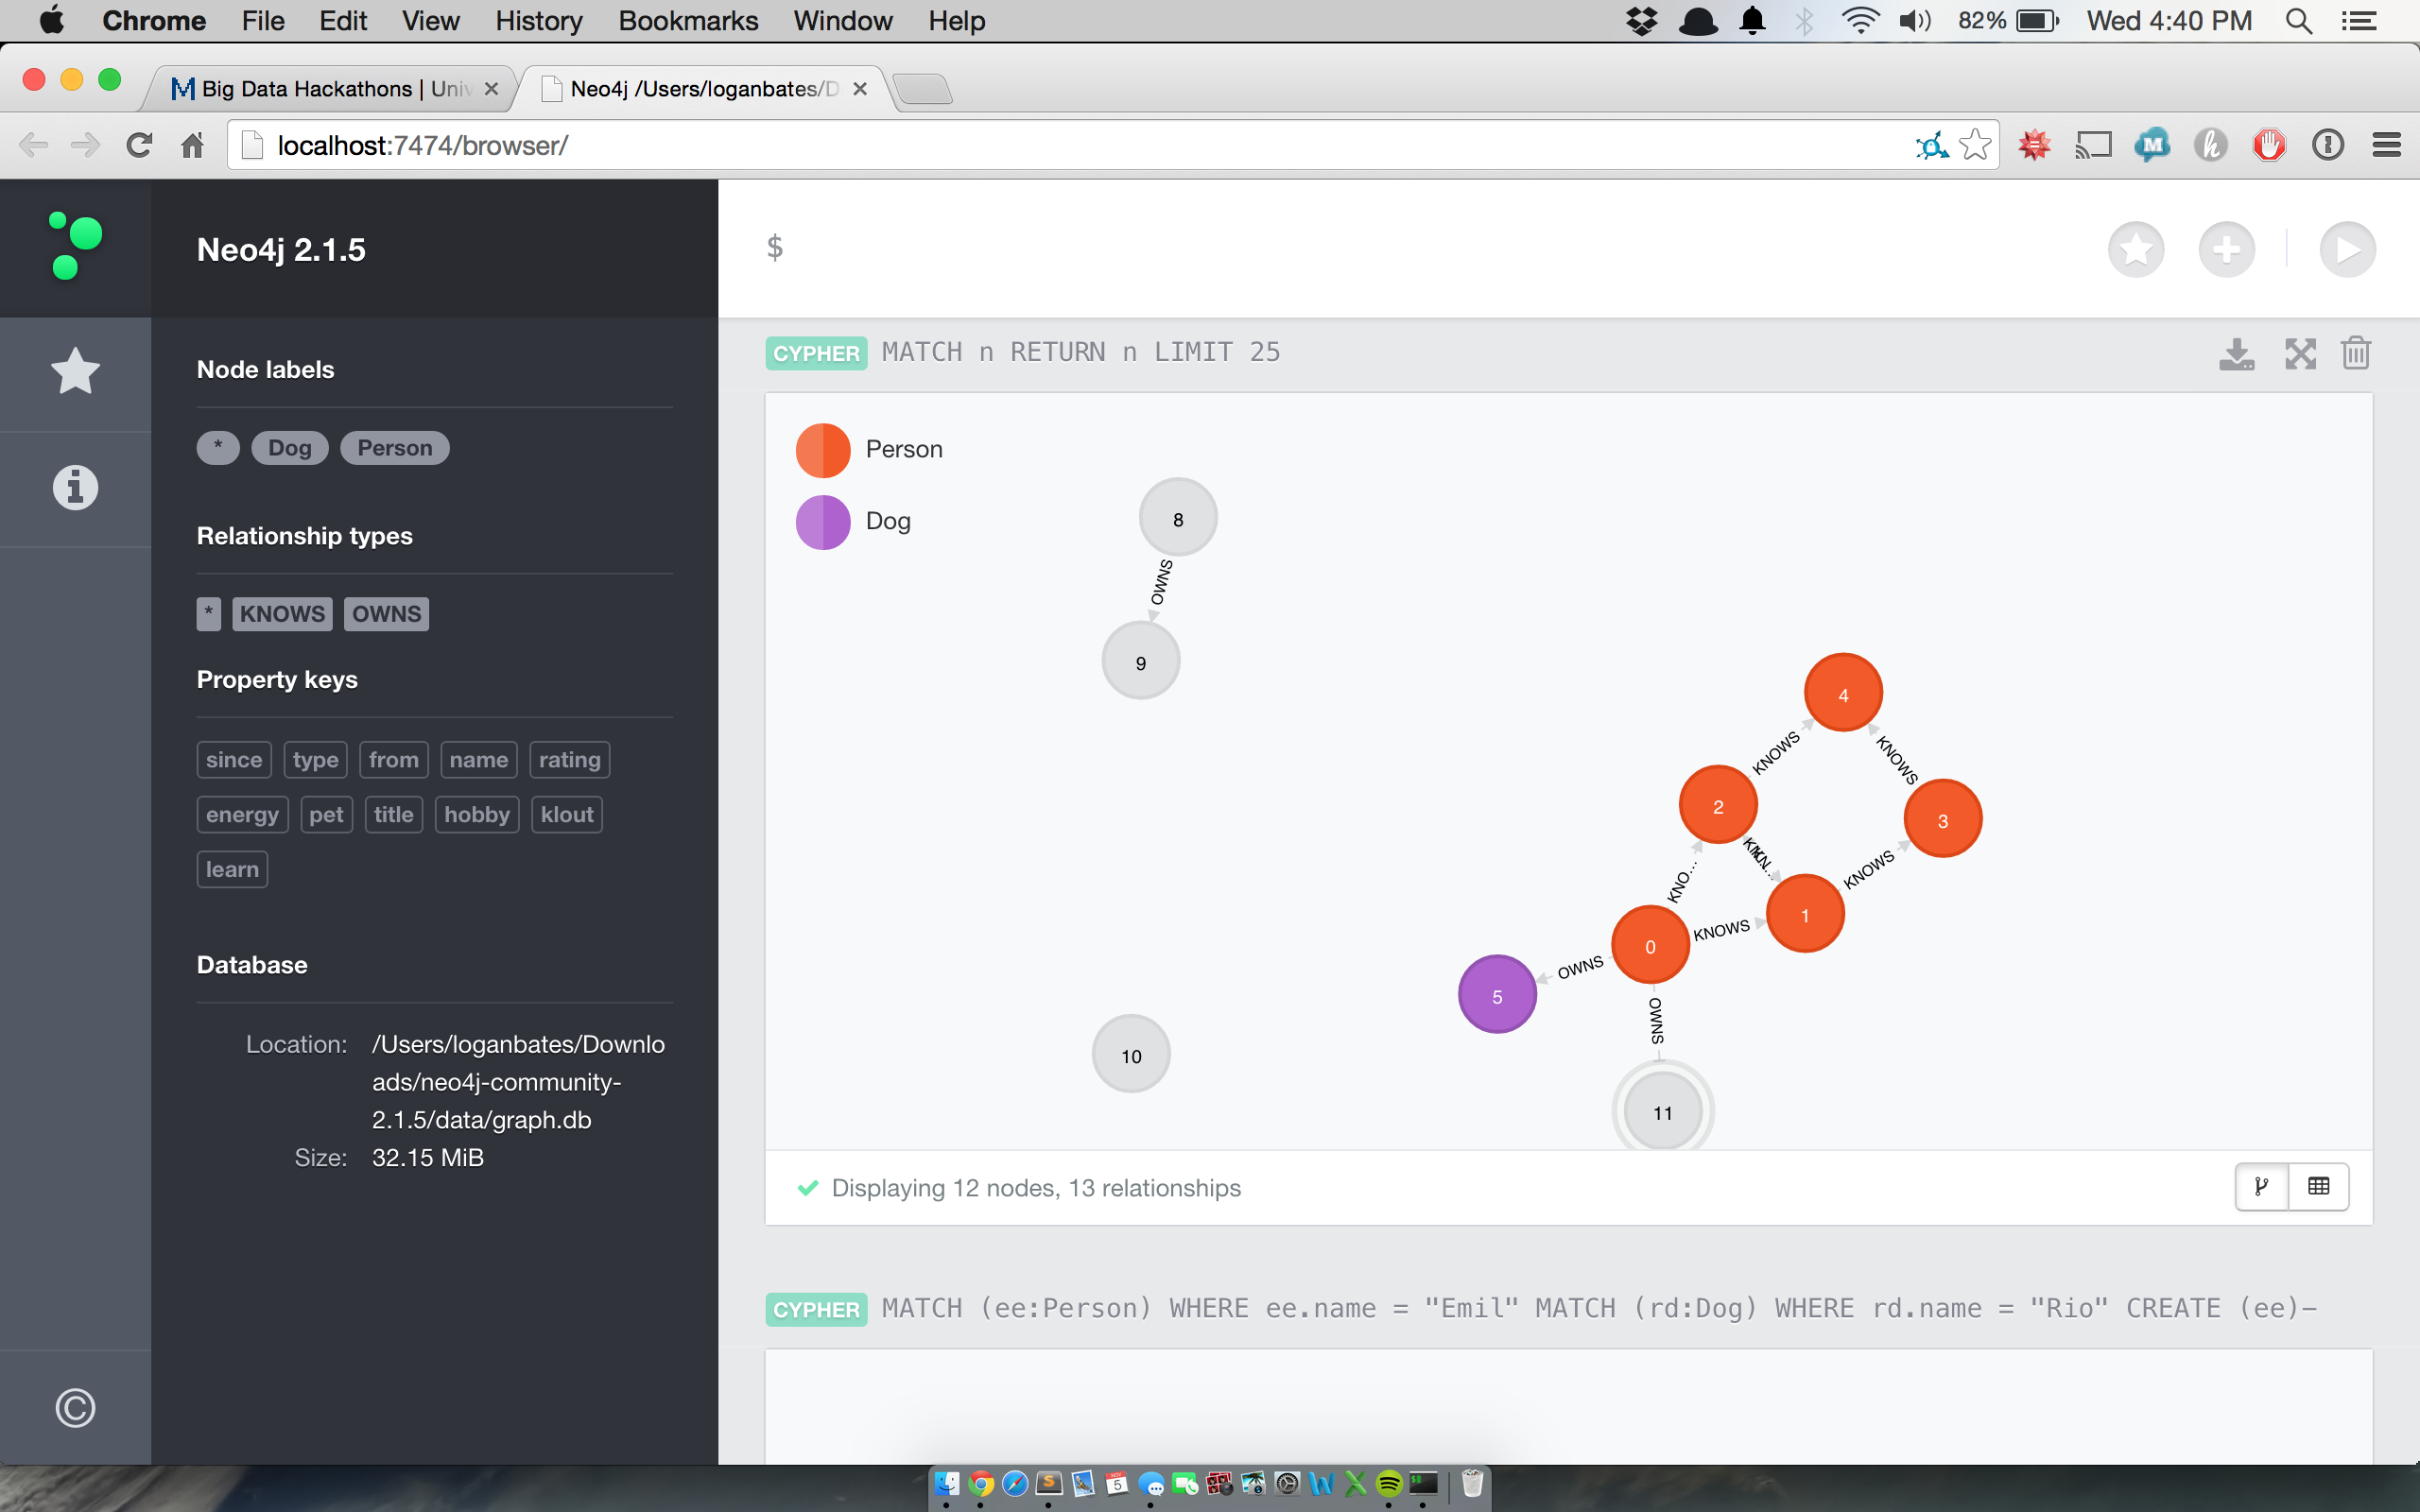 Chrome File Edit View History Bookmarks Window Help 82% Wed 4:40 PM
Big Data Hackathons | Univ
Neo4j /Users/loganbates/D
localhost:7474/browser/
Neo4j 2.1.5
$
Node labels
* Dog Person
Relationship types
* KNOWS OWNS
Property keys
since type from name rating
energy pet title hobby klout
learn
Database
Location: /Users/loganbates/Downlo
ads/neo4j-community-
2.1.5/data/graph.db
Size: 32.15 MiB
CYPHER MATCH n RETURN n LIMIT 25
Person
Dog
8
OWNS
9
4
KNOWS
KNOWS
2
3
KNO...
KNOWS
1
0
KNOWS
OWNS
5
OWNS
10
11
Displaying 12 nodes, 13 relationships
CYPHER MATCH (ee:Person) WHERE ee.name = "Emil" MATCH (rd:Dog) WHERE rd.name = "Rio" CREATE (ee)-